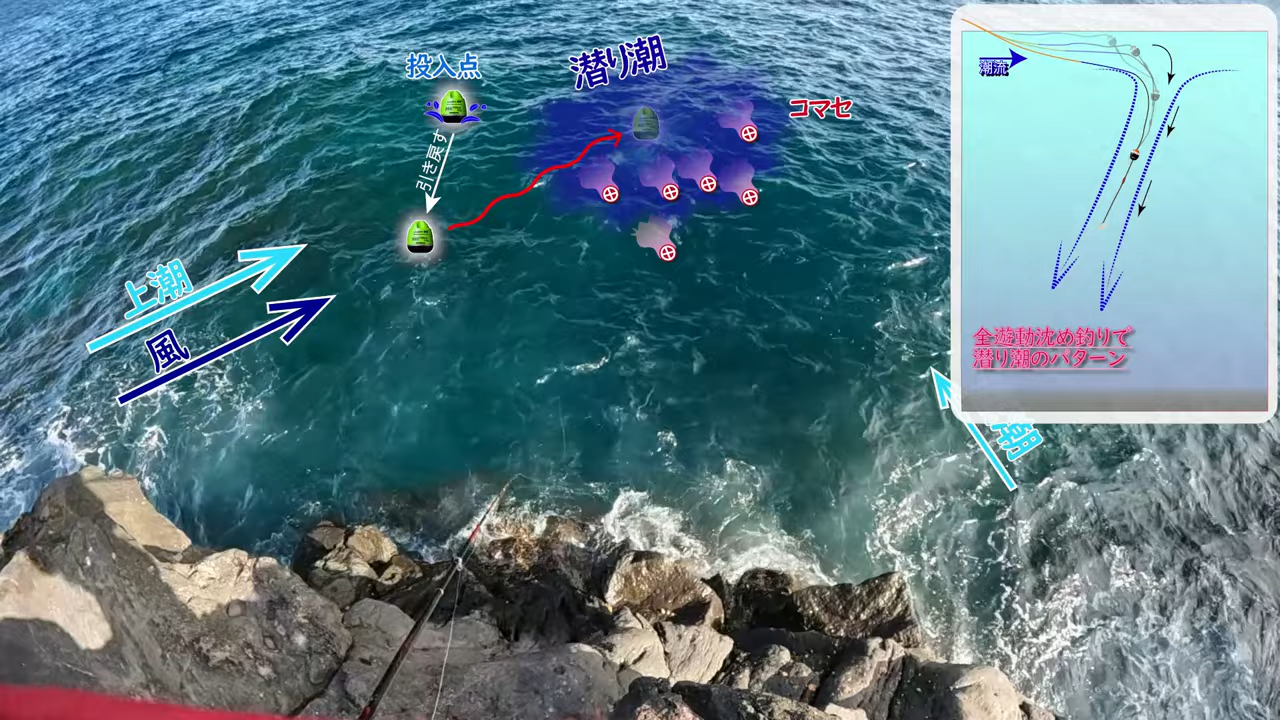 投入点
潜り潮
コマセ
引き戻す
上潮
風
潮
潮流
全遊動沈め釣りで
潜り潮のパターン